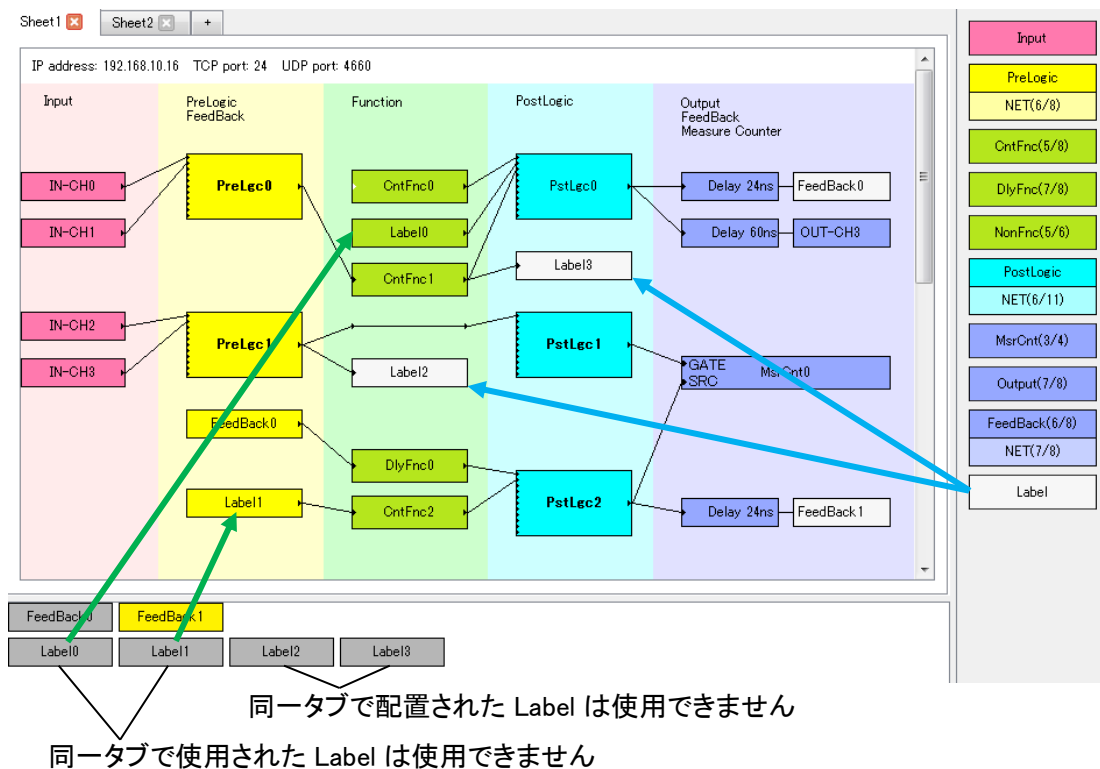 Sheet1
Sheet2
+
IP address: 192.168.10.16 TCP port: 24 UDP port: 4660
Input
PreLogic
FeedBack
Function
PostLogic
Output
FeedBack
Measure Counter
IN-CH0
IN-CH1
PreLgc0
CntFnc0
Label0
CntFnc1
PstLgc0
Label3
Delay 24ns
FeedBack0
Delay 60ns
OUT-CH3
IN-CH2
IN-CH3
PreLgc1
Label2
PstLgc1
GATE
SRC
MsrCnt0
FeedBack0
DlyFnc0
Label1
CntFnc2
PstLgc2
Delay 24ns
FeedBack1
FeedBack0
FeedBack1
Label0
Label1
Label2
Label3
同一タブで配置された Label は使用できません
同一タブで使用された Label は使用できません
Input
PreLogic
NET(6/8)
CntFnc(5/8)
DlyFnc(7/8)
NonFnc(5/6)
PostLogic
NET(6/11)
MsrCnt(3/4)
Output(7/8)
FeedBack(6/8)
NET(7/8)
Label